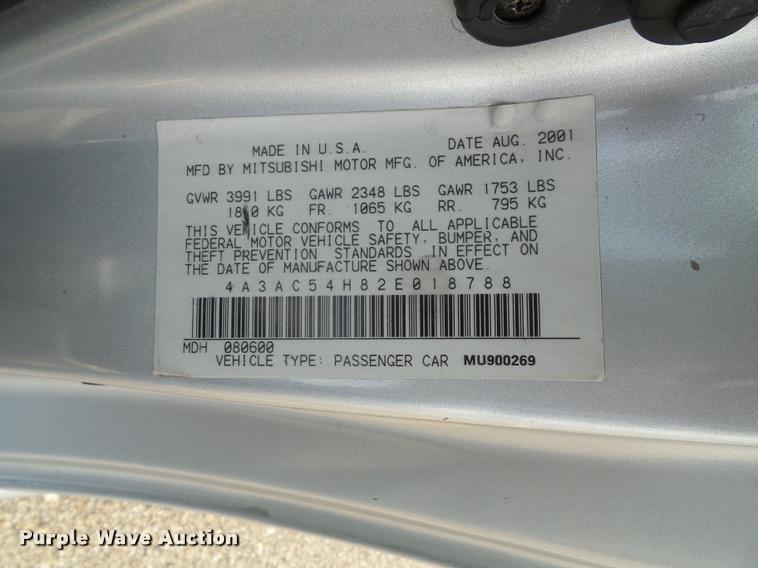 MADE IN U.S.A. DATE AUG. 2001
MFD BY MITSUBISHI MOTOR MFG. OF AMERICA, INC.
GVWR 3991 LBS GAWR 2348 LBS GAWR 1753 LBS
1810 KG FR. 1065 KG RR. 795 KG
THIS VEHICLE CONFORMS TO ALL APPLICABLE
FEDERAL MOTOR VEHICLE SAFETY, BUMPER, AND
THEFT PREVENTION STANDARDS IN EFFECT ON
THE DATE OF MANUFACTURE SHOWN ABOVE.
4A3AC54H82E018788
MDH 080600
VEHICLE TYPE: PASSENGER CAR MU900269
Purple Wave Auction